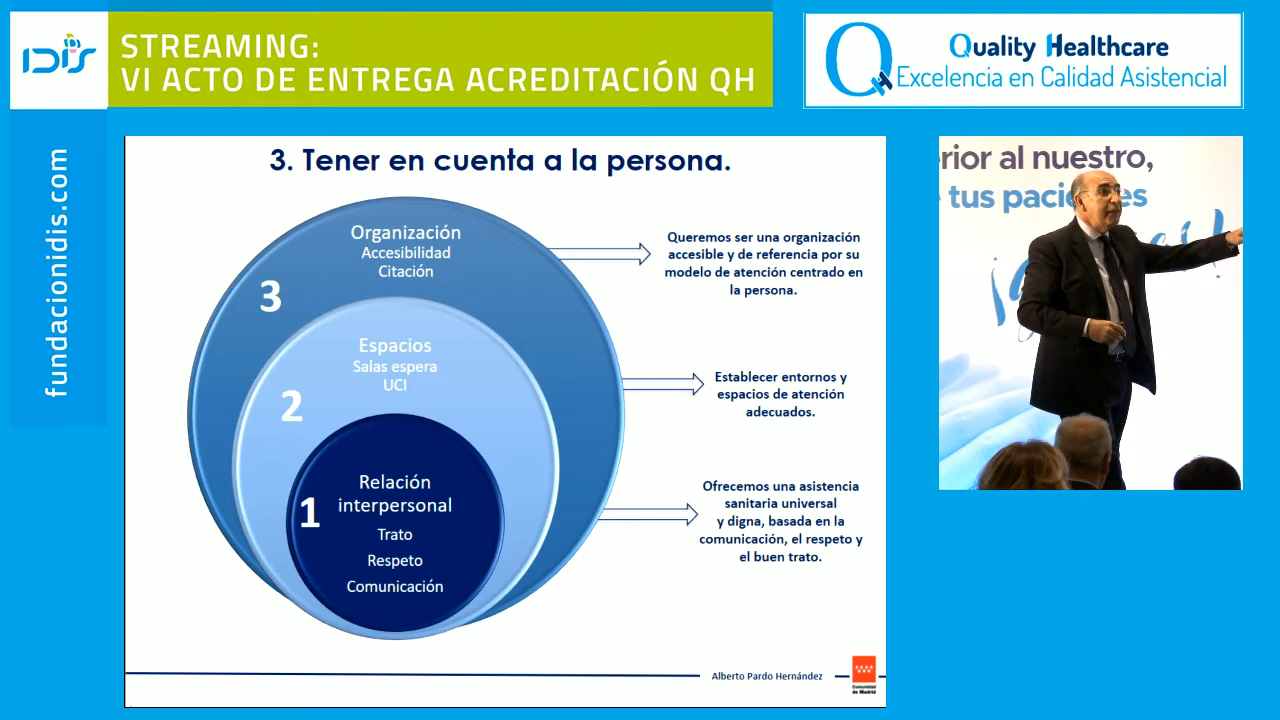 IDIS
STREAMING:
VI ACTO DE ENTREGA ACREDITACIÓN QH
Quality Healthcare
Excelencia en Calidad Asistencial
fundacionidis.com
3. Tener en cuenta a la persona.
Organización
Accesibilidad
Citación
3
Queremos ser una organización
accesible y de referencia por su
modelo de atención centrado en
la persona.
Espacios
Salas espera
UCI
2
Establecer entornos y
espacios de atención
adecuados.
Relación
interpersonal
1
Trato
Respeto
Comunicación
Ofrecemos una asistencia
sanitaria universal
y digna, basada en la
comunicación, el respeto y
el buen trato.
Alberto Pardo Hernández
Comunidad
de Madrid
rior al nuestro,
tus pacientes